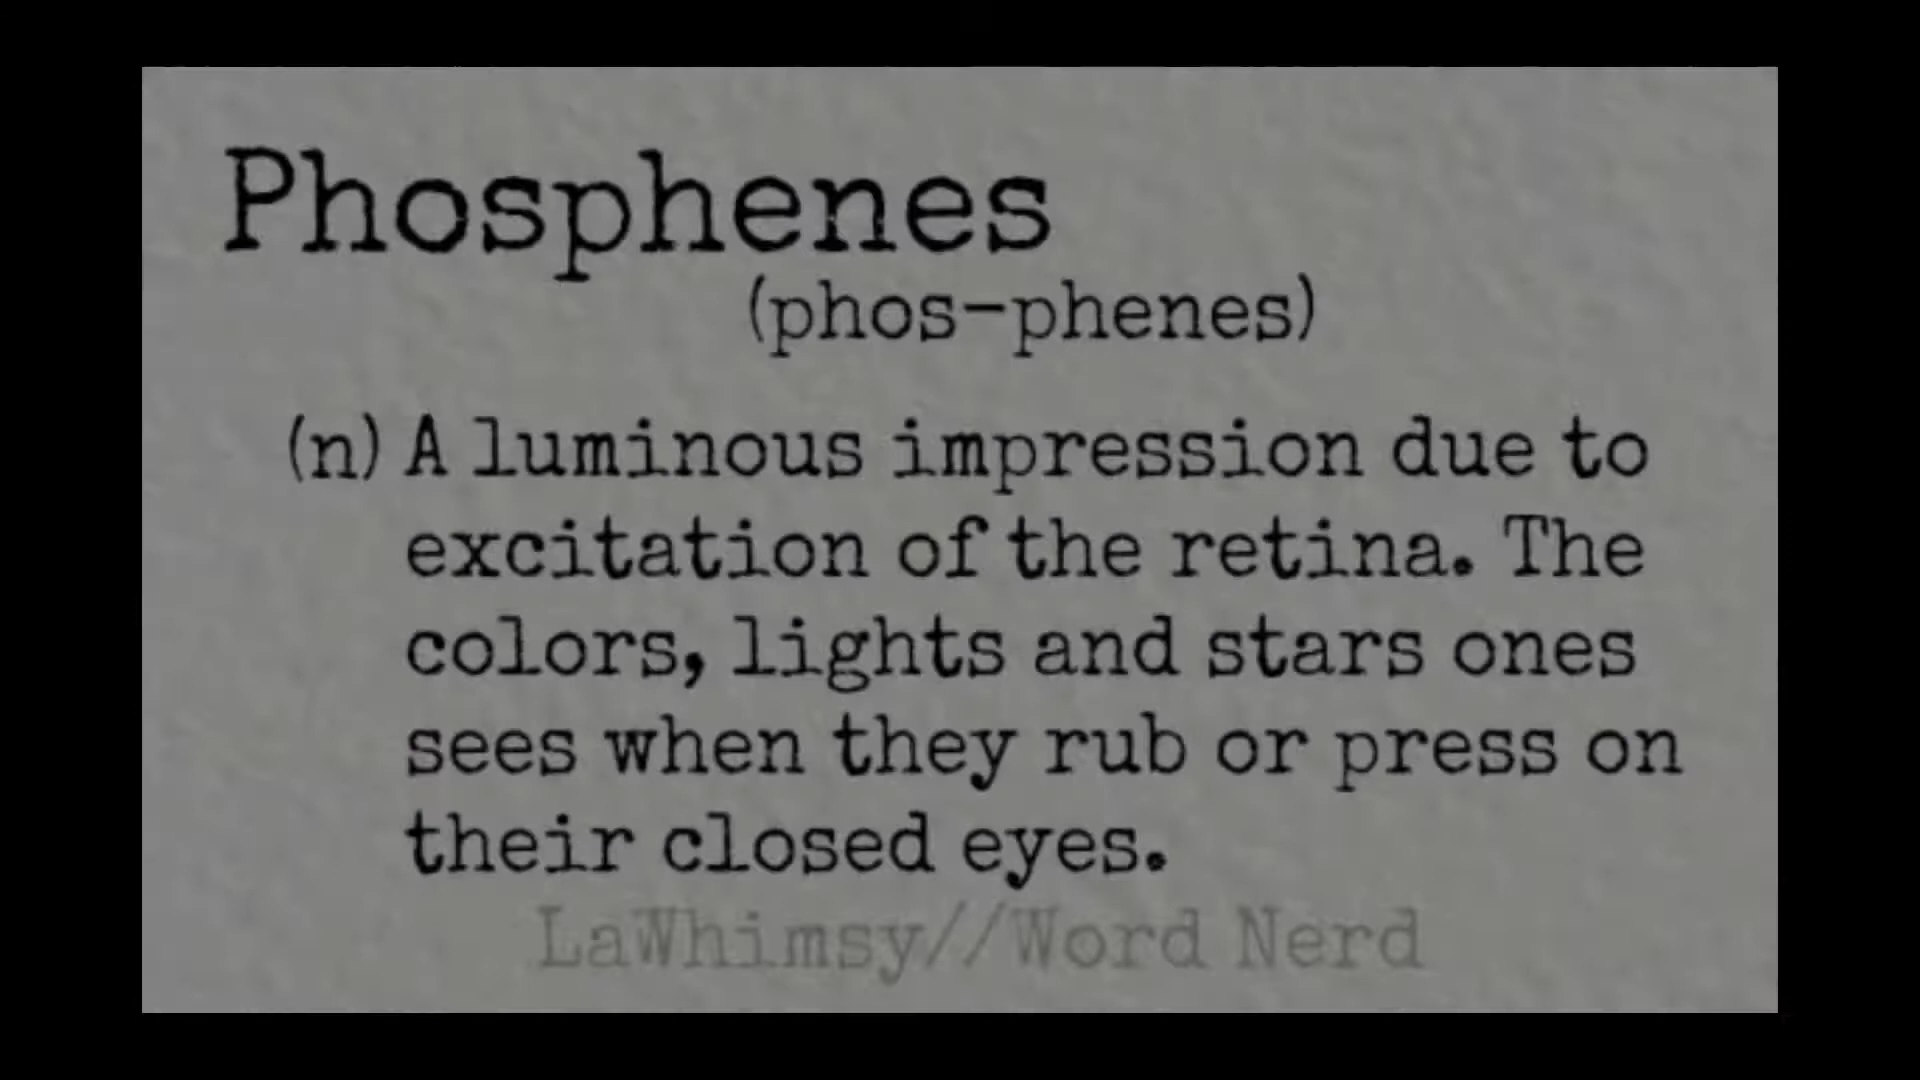 Phosphenes
(phos-phenes)
(n) A luminous impression due to
excitation of the retina. The
colors, lights and stars ones
sees when they rub or press on
their closed eyes.
LaWhimsy//Word Nerd